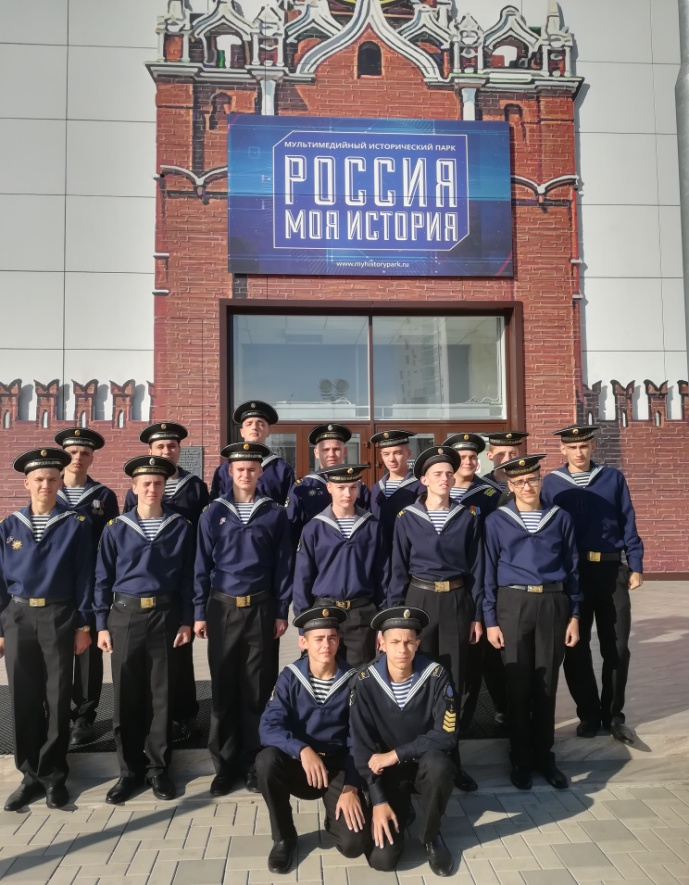 МУЛЬТИМЕДИЙНЫЙ ИСТОРИЧЕСКИЙ ПАРК
РОССИЯ
МОЯ ИСТОРИЯ
www.myhistorypark.ru